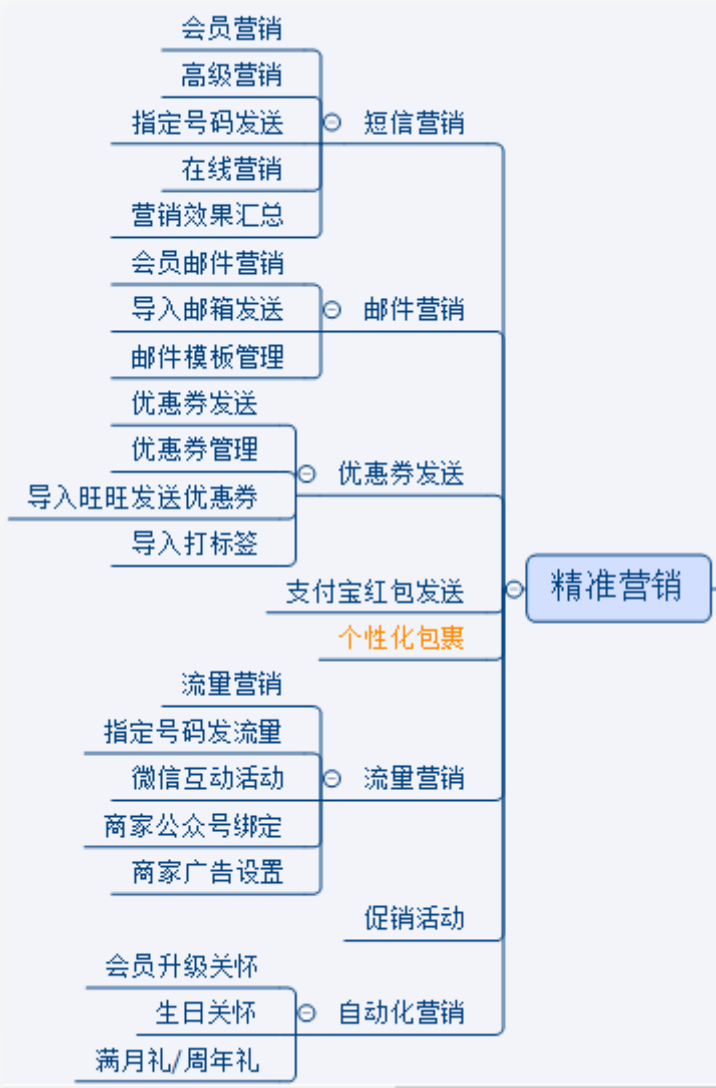 会员营销
高级营销
指定号码发送
短信营销
在线营销
营销效果汇总
会员邮件营销
导入邮箱发送
邮件营销
邮件模板管理
优惠券发送
优惠券管理
优惠券发送
导入旺旺发送优惠券
导入打标签
支付宝红包发送
精准营销
个性化包裹
流量营销
指定号码发流量
微信互动活动
流量营销
商家公众号绑定
商家广告设置
促销活动
会员升级关怀
生日关怀
自动化营销
满月礼/周年礼